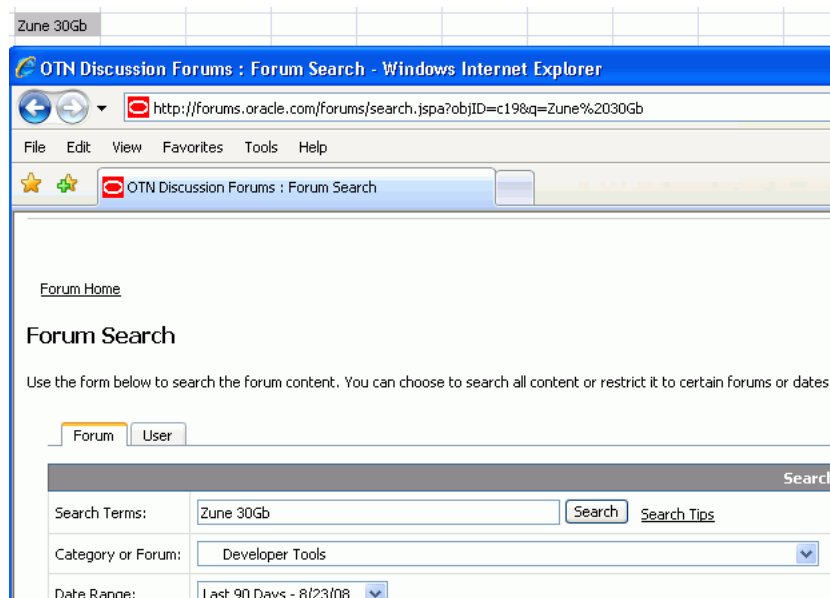 Zune 30Gb
OTN Discussion Forums : Forum Search - Windows Internet Explorer
http://forums.oracle.com/forums/search.jspa?objID=c19&q=Zune%2030Gb
File Edit View Favorites Tools Help
OTN Discussion Forums : Forum Search
Forum Home
Forum Search
Use the form below to search the forum content. You can choose to search all content or restrict it to certain forums or dates
Forum User
Search
Search Terms: Zune 30Gb Search Search Tips
Category or Forum: Developer Tools
Date Range: Last 90 Days - 8/23/08